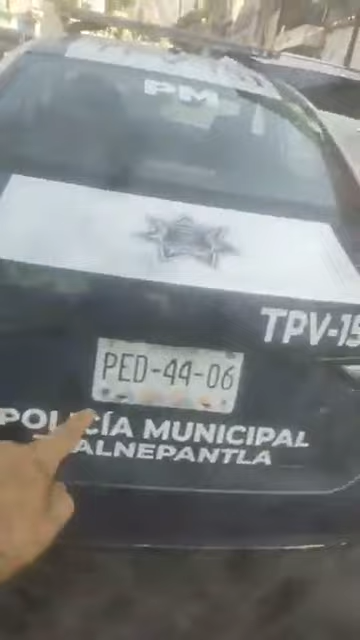 PM
TPV-15
PED-44-06
POLICÍA MUNICIPAL
ALNEPANTLA